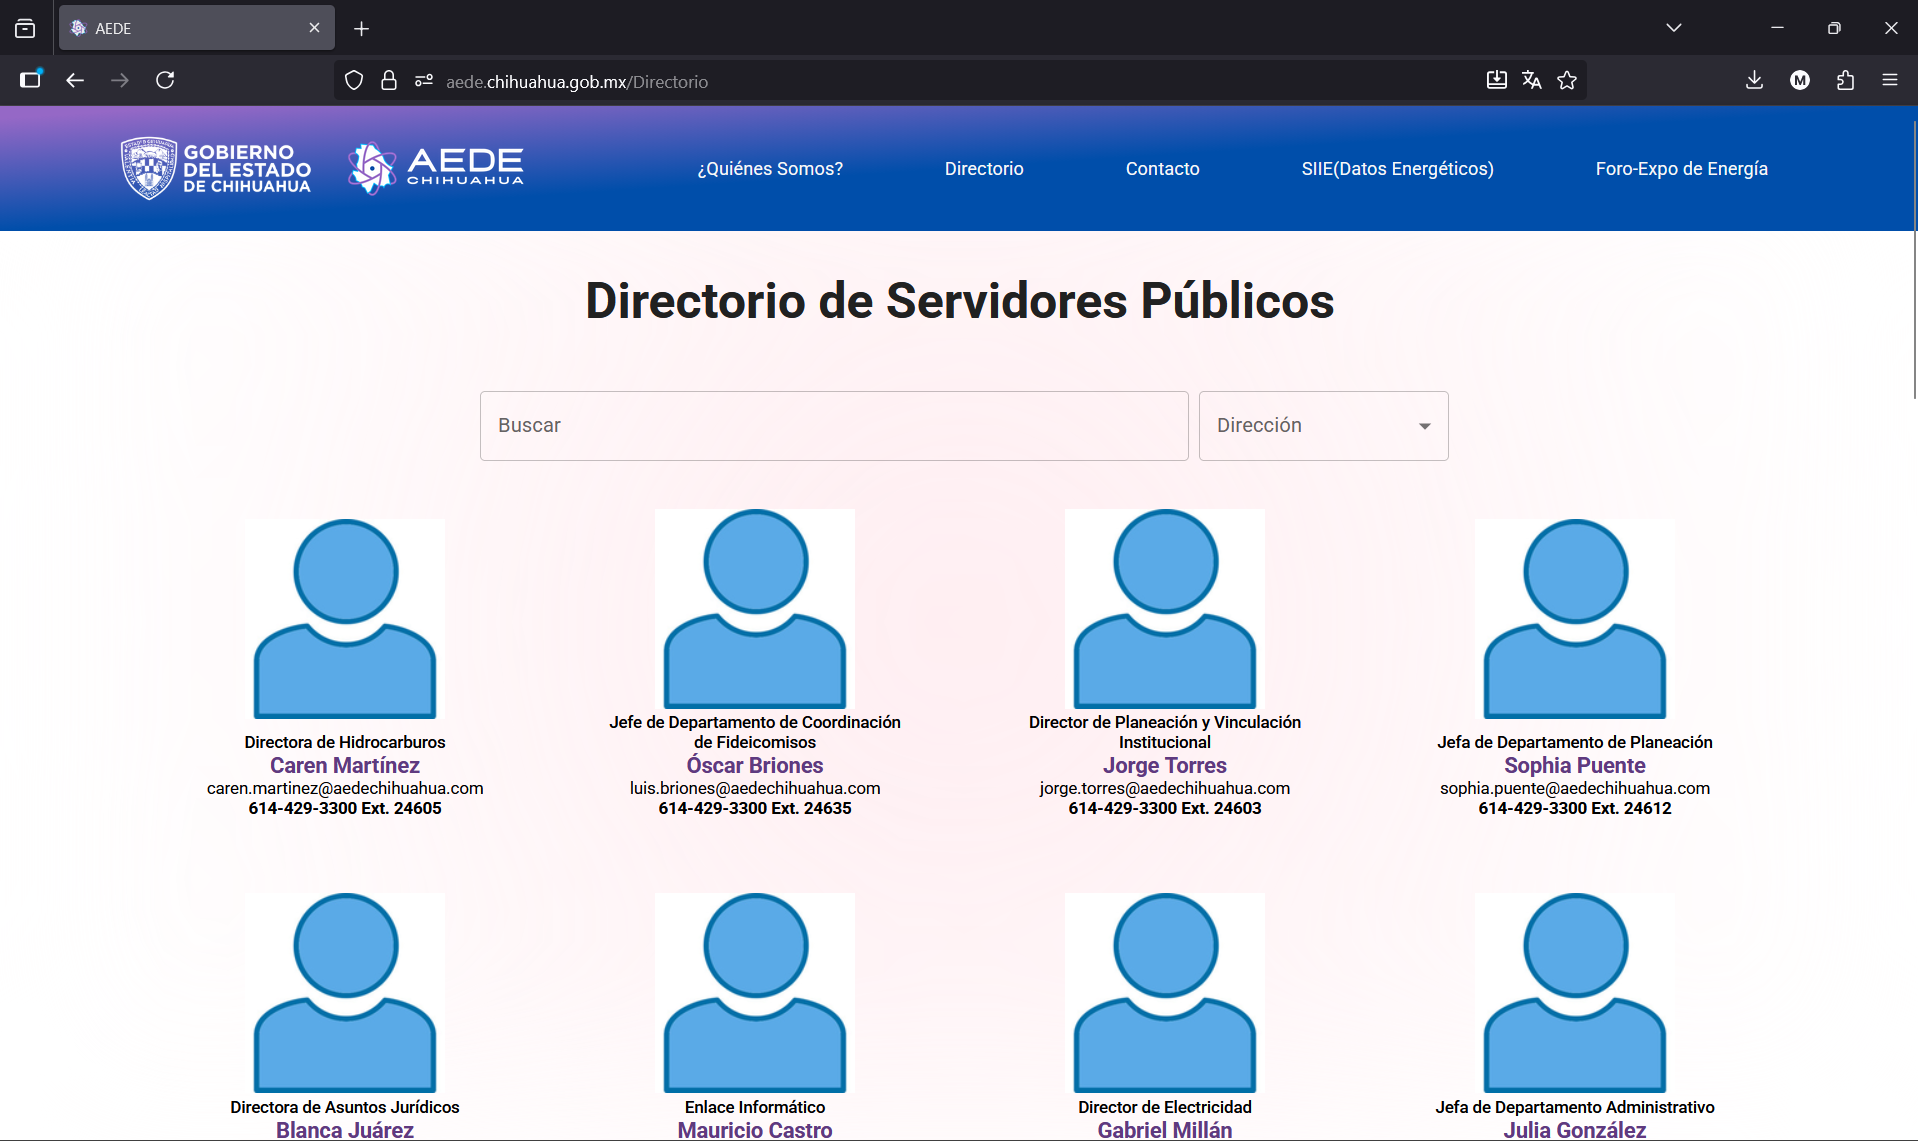 AEDE
aede.chihuahua.gob.mx/Directorio
M
GOBIERNO
DEL ESTADO
DE CHIHUAHUA
AEDE
CHIHUAHUA
¿Quiénes Somos?
Directorio
Contacto
SIIE(Datos Energéticos)
Foro-Expo de Energía
Directorio de Servidores Públicos
Buscar
Dirección
Directora de Hidrocarburos
Caren Martínez
caren.martinez@aedechihuahua.com
614-429-3300 Ext. 24605
Jefe de Departamento de Coordinación
de Fideicomisos
Óscar Briones
luis.briones@aedechihuahua.com
614-429-3300 Ext. 24635
Director de Planeación y Vinculación
Institucional
Jorge Torres
jorge.torres@aedechihuahua.com
614-429-3300 Ext. 24603
Jefa de Departamento de Planeación
Sophia Puente
sophia.puente@aedechihuahua.com
614-429-3300 Ext. 24612
Directora de Asuntos Jurídicos
Blanca Juárez
Enlace Informático
Mauricio Castro
Director de Electricidad
Gabriel Millán
Jefa de Departamento Administrativo
Julia González